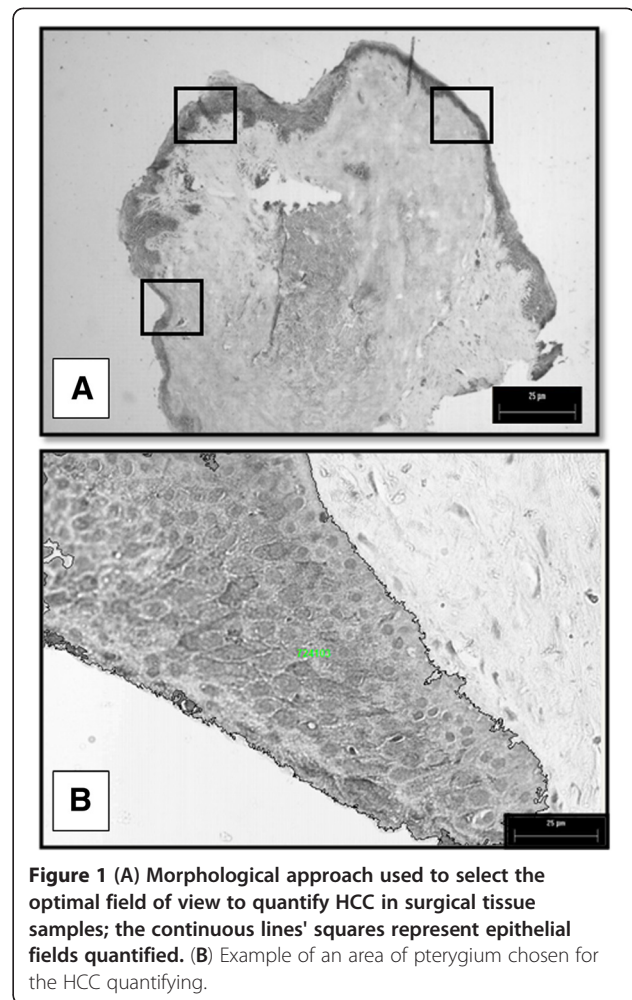 A
25 µm
B
25 µm
Figure 1 (A) Morphological approach used to select the
optimal field of view to quantify HCC in surgical tissue
samples; the continuous lines' squares represent epithelial
fields quantified. (B) Example of an area of pterygium chosen for
the HCC quantifying.